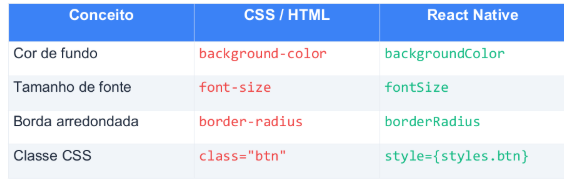 Conceito CSS / HTML React Native
Cor de fundo background-color backgroundColor
Tamanho de fonte font-size fontSize
Borda arredondada border-radius borderRadius
Classe CSS class="btn" style={styles.btn}